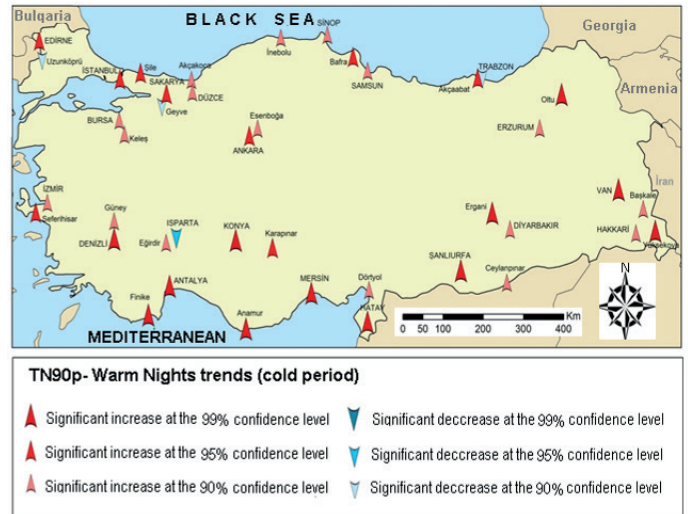 Bulgaria
BLACK SEA
Georgia
SİNOP
EDİRNE
Uzunköprü
İnebolu
Bafra
SAMSUN
İSTANBUL
Şile
Akçakoca
SAKARYA
DÜZCE
Geyve
TRABZON
Akçaabat
Oltu
Armenia
BURSA
Keleş
Esenboğa
ANKARA
ERZURUM
İran
VAN
Başkale
İZMİR
Seferihisar
Güney
DENİZLİ
ISPARTA
Eğirdir
KONYA
Karapınar
Ergani
DİYARBAKIR
HAKKARİ
Yüksekova
ŞANLIURFA
Ceylanpınar
ANTALYA
Finike
MERSİN
Dörtyol
HATAY
Anamur
N
MEDITERRANEAN
Km
0 50 100 200 300 400
TN90p- Warm Nights trends (cold period)
Significant increase at the 99% confidence level
Significant deccrease at the 99% confidence level
Significant increase at the 95% confidence level
Significant deccrease at the 95% confidence level
Significant increase at the 90% confidence level
Significant deccrease at the 90% confidence level